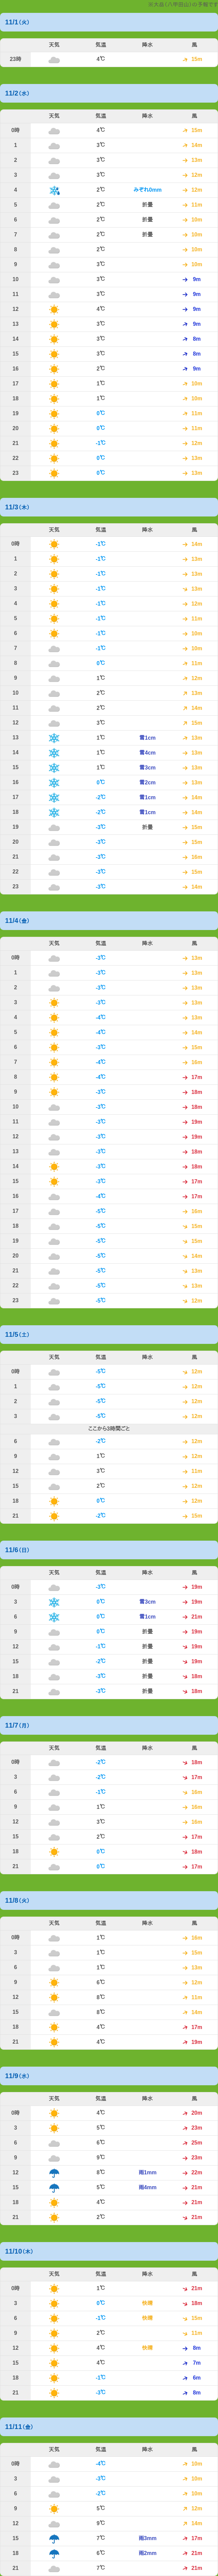 ※大岳(八甲田山)の予報です
11/1(火)
天気 気温 降水 風
23時 4℃ 15m
11/2(水)
天気 気温 降水 風
0時 4℃ 15m
1 3℃ 14m
2 3℃ 13m
3 3℃ 12m
4 2℃ みぞれ0mm 12m
5 2℃ 折曇 11m
6 2℃ 折曇 10m
7 2℃ 折曇 10m
8 2℃ 10m
9 3℃ 10m
10 3℃ 9m
11 3℃ 9m
12 4℃ 9m
13 3℃ 9m
14 3℃ 8m
15 3℃ 8m
16 2℃ 9m
17 1℃ 10m
18 1℃ 10m
19 0℃ 11m
20 0℃ 11m
21 -1℃ 12m
22 0℃ 13m
23 0℃ 13m
11/3(木)
天気 気温 降水 風
0時 -1℃ 14m
1 -1℃ 13m
2 -1℃ 13m
3 -1℃ 13m
4 -1℃ 12m
5 -1℃ 11m
6 -1℃ 10m
7 -1℃ 10m
8 0℃ 11m
9 1℃ 12m
10 2℃ 13m
11 2℃ 14m
12 3℃ 15m
13 1℃ 雪1cm 13m
14 1℃ 雪4cm 13m
15 1℃ 雪3cm 13m
16 0℃ 雪2cm 13m
17 -2℃ 雪1cm 14m
18 -2℃ 雪1cm 14m
19 -3℃ 折曇 15m
20 -3℃ 15m
21 -3℃ 16m
22 -3℃ 15m
23 -3℃ 14m
11/4(金)
天気 気温 降水 風
0時 -3℃ 13m
1 -3℃ 13m
2 -3℃ 13m
3 -3℃ 13m
4 -4℃ 13m
5 -4℃ 14m
6 -3℃ 15m
7 -4℃ 16m
8 -4℃ 17m
9 -3℃ 18m
10 -3℃ 18m
11 -3℃ 19m
12 -3℃ 19m
13 -3℃ 18m
14 -3℃ 18m
15 -3℃ 17m
16 -4℃ 17m
17 -5℃ 16m
18 -5℃ 15m
19 -5℃ 15m
20 -5℃ 14m
21 -5℃ 13m
22 -5℃ 13m
23 -5℃ 12m
11/5(土)
天気 気温 降水 風
0時 -5℃ 12m
1 -5℃ 12m
2 -5℃ 12m
3 -5℃ 12m
ここから3時間ごと
6 -2℃ 12m
9 1℃ 12m
12 3℃ 11m
15 2℃ 12m
18 0℃ 12m
21 -2℃ 15m
11/6(日)
天気 気温 降水 風
0時 -3℃ 19m
3 0℃ 雪3cm 19m
6 0℃ 雪1cm 21m
9 0℃ 折曇 19m
12 -1℃ 折曇 19m
15 -2℃ 折曇 19m
18 -3℃ 折曇 18m
21 -3℃ 折曇 18m
11/7(月)
天気 気温 降水 風
0時 -2℃ 18m
3 -2℃ 17m
6 -1℃ 16m
9 1℃ 16m
12 3℃ 16m
15 2℃ 17m
18 0℃ 18m
21 0℃ 17m
11/8(火)
天気 気温 降水 風
0時 1℃ 16m
3 1℃ 15m
6 1℃ 13m
9 6℃ 12m
12 8℃ 11m
15 8℃ 14m
18 4℃ 17m
21 4℃ 19m
11/9(水)
天気 気温 降水 風
0時 4℃ 20m
3 5℃ 23m
6 6℃ 25m
9 9℃ 23m
12 8℃ 雨1mm 22m
15 5℃ 雨4mm 21m
18 4℃ 21m
21 2℃ 21m
11/10(木)
天気 気温 降水 風
0時 1℃ 21m
3 0℃ 快晴 18m
6 -1℃ 快晴 15m
9 2℃ 11m
12 4℃ 快晴 8m
15 4℃ 7m
18 -1℃ 6m
21 -3℃ 8m
11/11(金)
天気 気温 降水 風
0時 -4℃ 10m
3 -3℃ 10m
6 -2℃ 10m
9 5℃ 12m
12 9℃ 14m
15 7℃ 雨3mm 17m
18 6℃ 雨2mm 21m
21 7℃ 21m